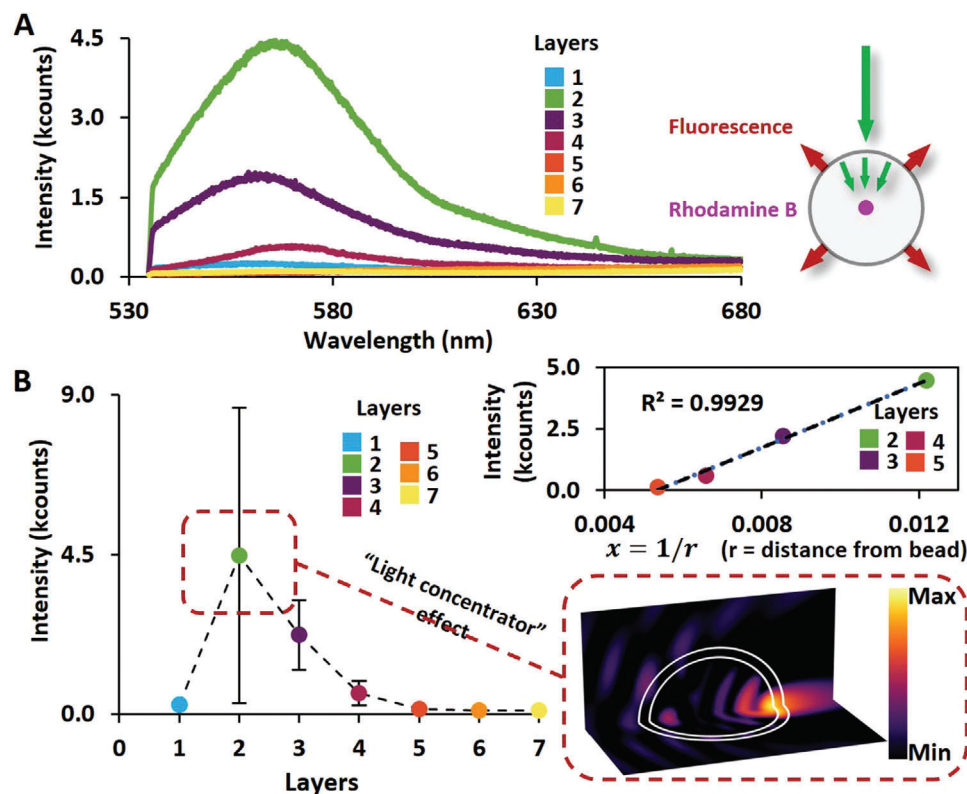 A
Intensity (kcounts)
4.5
3.0
1.5
0.0
530
580
630
680
Wavelength (nm)
Layers
1
2
3
4
5
6
7
Fluorescence
Rhodamine B
B
Intensity (kcounts)
9.0
4.5
0.0
0
1
2
3
4
5
6
7
Layers
Layers
1
2
3
4
5
6
7
"Light concentrator"
effect
Intensity
(kcounts)
5.0
2.5
0.0
R² = 0.9929
Layers
2
4
3
5
0.004
0.008
0.012
x = 1/r (r = distance from bead)
Max
Min